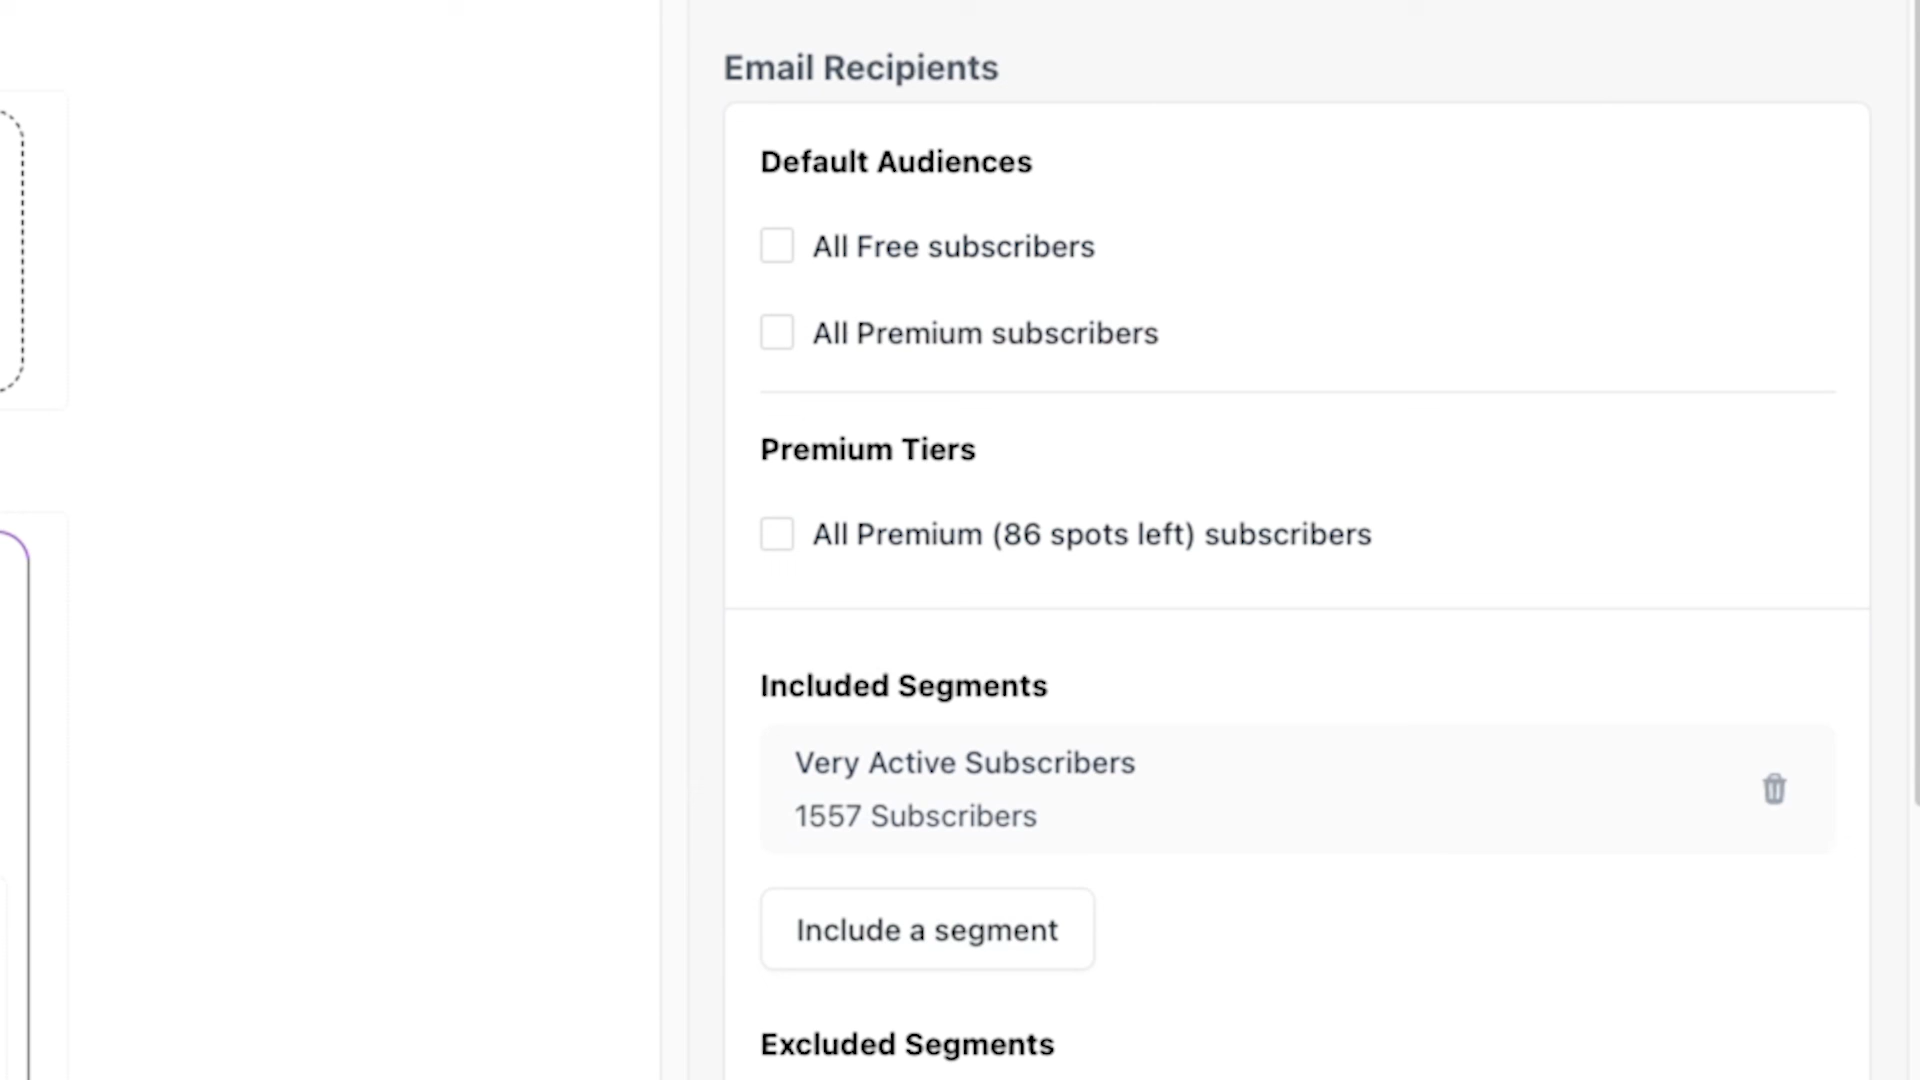 Email Recipients
Default Audiences
All Free subscribers
All Premium subscribers
Premium Tiers
All Premium (86 spots left) subscribers
Included Segments
Very Active Subscribers
1557 Subscribers
Include a segment
Excluded Segments